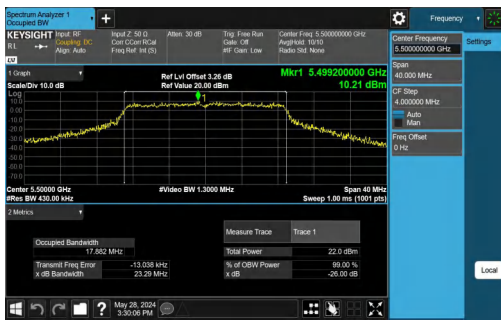 Spectrum Analyzer 1
Occupied BW
+
Frequency
KEYSIGHT
Input: RF
Coupling: DC
Align: Auto
Input Z: 50 Ω
Corr CCorr RCal
Freq Ref: Int (S)
Atten: 30 dB
Trig: Free Run
Gate: Off
#IF Gain: Low
Center Freq: 5.500000000 GHz
Avg|Hold: 10/10
Radio Std: None
RL
Center Frequency
5.500000000 GHz
Settings
Span
40.000 MHz
CF Step
4.000000 MHz
Auto
Man
Freq Offset
0 Hz
Local
1 Graph
Scale/Div 10.0 dB
Ref Lvl Offset 3.26 dB
Ref Value 20.00 dBm
Mkr1 5.499200000 GHz
10.21 dBm
Log
10.0
0.00
-10.0
-20.0
-30.0
-40.0
-50.0
-60.0
-70.0
1
Center 5.50000 GHz
#Res BW 430.00 kHz
#Video BW 1.3000 MHz
Span 40 MHz
Sweep 1.00 ms (1001 pts)
2 Metrics
Measure Trace Trace 1
Occupied Bandwidth
17.882 MHz
Total Power 22.0 dBm
Transmit Freq Error -13.038 kHz
% of OBW Power 99.00 %
x dB Bandwidth 23.29 MHz
x dB -26.00 dB
?
May 28, 2024
3:30:06 PM